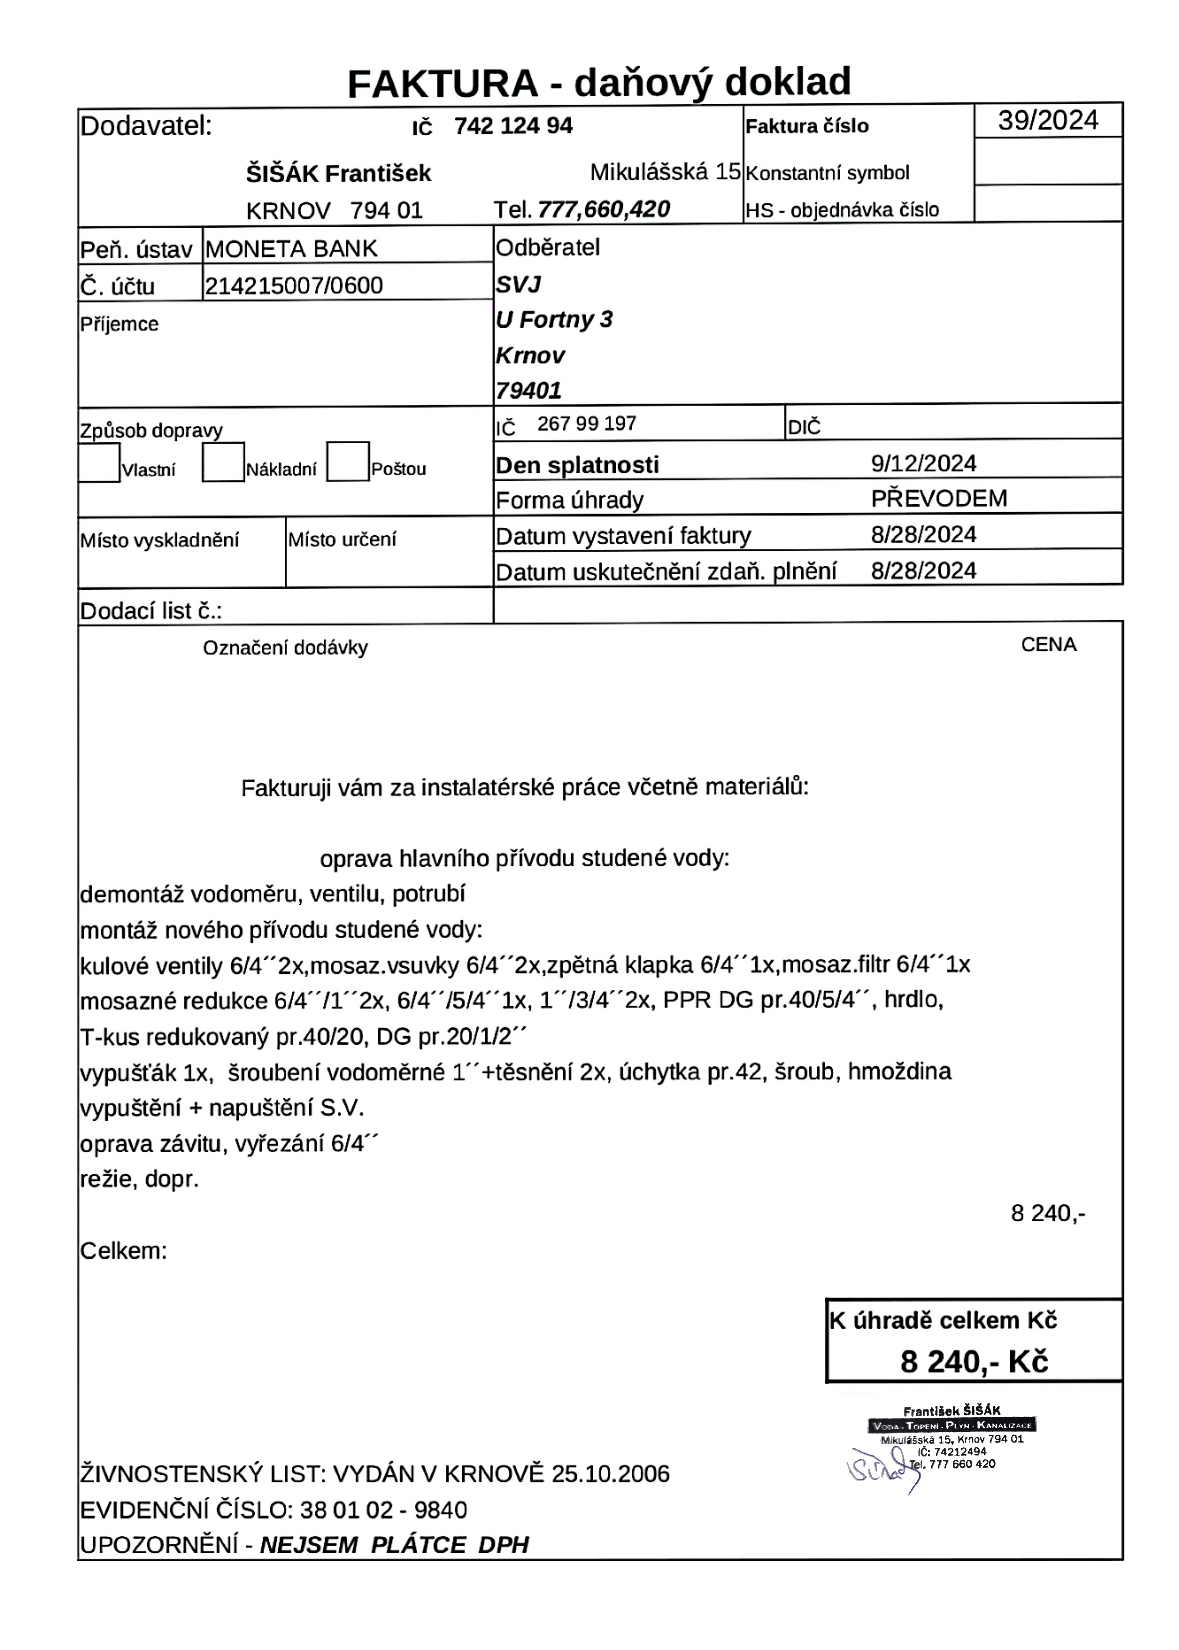 FAKTURA - daňový doklad
Dodavatel: IČ 742 124 94 Faktura číslo 39/2024
ŠIŠÁK František Mikulášská 15 Konstantní symbol
KRNOV 794 01 Tel. 777,660,420 HS - objednávka číslo
Peň. ústav MONETA BANK Odběratel
Č. účtu 214215007/0600 SVJ
Příjemce U Fortny 3
Krnov
79401
Způsob dopravy IČ 267 99 197 DIČ
Vlastní Nákladní Poštou Den splatnosti 9/12/2024
Forma úhrady PŘEVODEM
Místo vyskladnění Místo určení Datum vystavení faktury 8/28/2024
Datum uskutečnění zdaň. plnění 8/28/2024
Dodací list č.:
Označení dodávky CENA
Fakturuji vám za instalatérské práce včetně materiálů:
oprava hlavního přívodu studené vody:
demontáž vodoměru, ventilu, potrubí
montáž nového přívodu studené vody:
kulové ventily 6/4´´2x,mosaz.vsuvky 6/4´´2x,zpětná klapka 6/4´´1x,mosaz.filtr 6/4´´1x
mosazné redukce 6/4´´/1´´2x, 6/4´´/5/4´´1x, 1´´/3/4´´2x, PPR DG pr.40/5/4´´, hrdlo,
T-kus redukovaný pr.40/20, DG pr.20/1/2´´
vypušťák 1x, šroubení vodoměrné 1´´+těsnění 2x, úchytka pr.42, šroub, hmoždina
vypuštění + napuštění S.V.
oprava závitu, vyřezání 6/4´´
režie, dopr.
8 240,-
Celkem:
K úhradě celkem Kč
8 240,- Kč
František ŠIŠÁK
VODA - TOPENÍ - PLYN - KANALIZACE
Mikulášská 15, Krnov 794 01
IČ: 74212494
Tel. 777 660 420
ŽIVNOSTENSKÝ LIST: VYDÁN V KRNOVĚ 25.10.2006
EVIDENČNÍ ČÍSLO: 38 01 02 - 9840
UPOZORNĚNÍ - NEJSEM PLÁTCE DPH